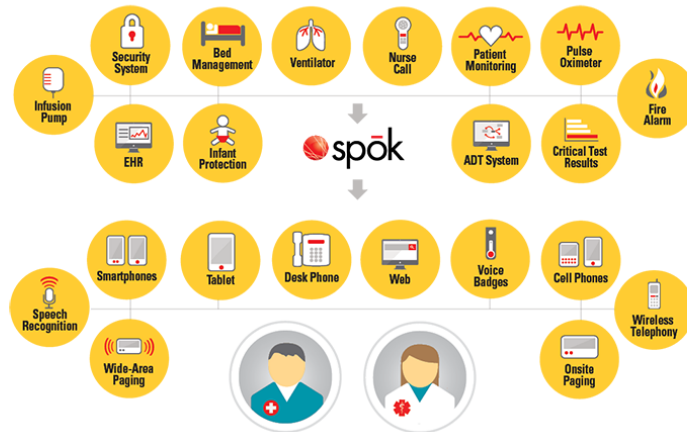 Security
System
Bed
Management
Ventilator
Nurse
Call
Patient
Monitoring
Pulse
Oximeter
Infusion
Pump
Fire
Alarm
EHR
Infant
Protection
spōk
ADT System
Critical Test
Results
Smartphones
Tablet
Desk Phone
Web
Voice
Badges
Cell Phones
Speech
Recognition
Wireless
Telephony
Wide-Area
Paging
Onsite
Paging